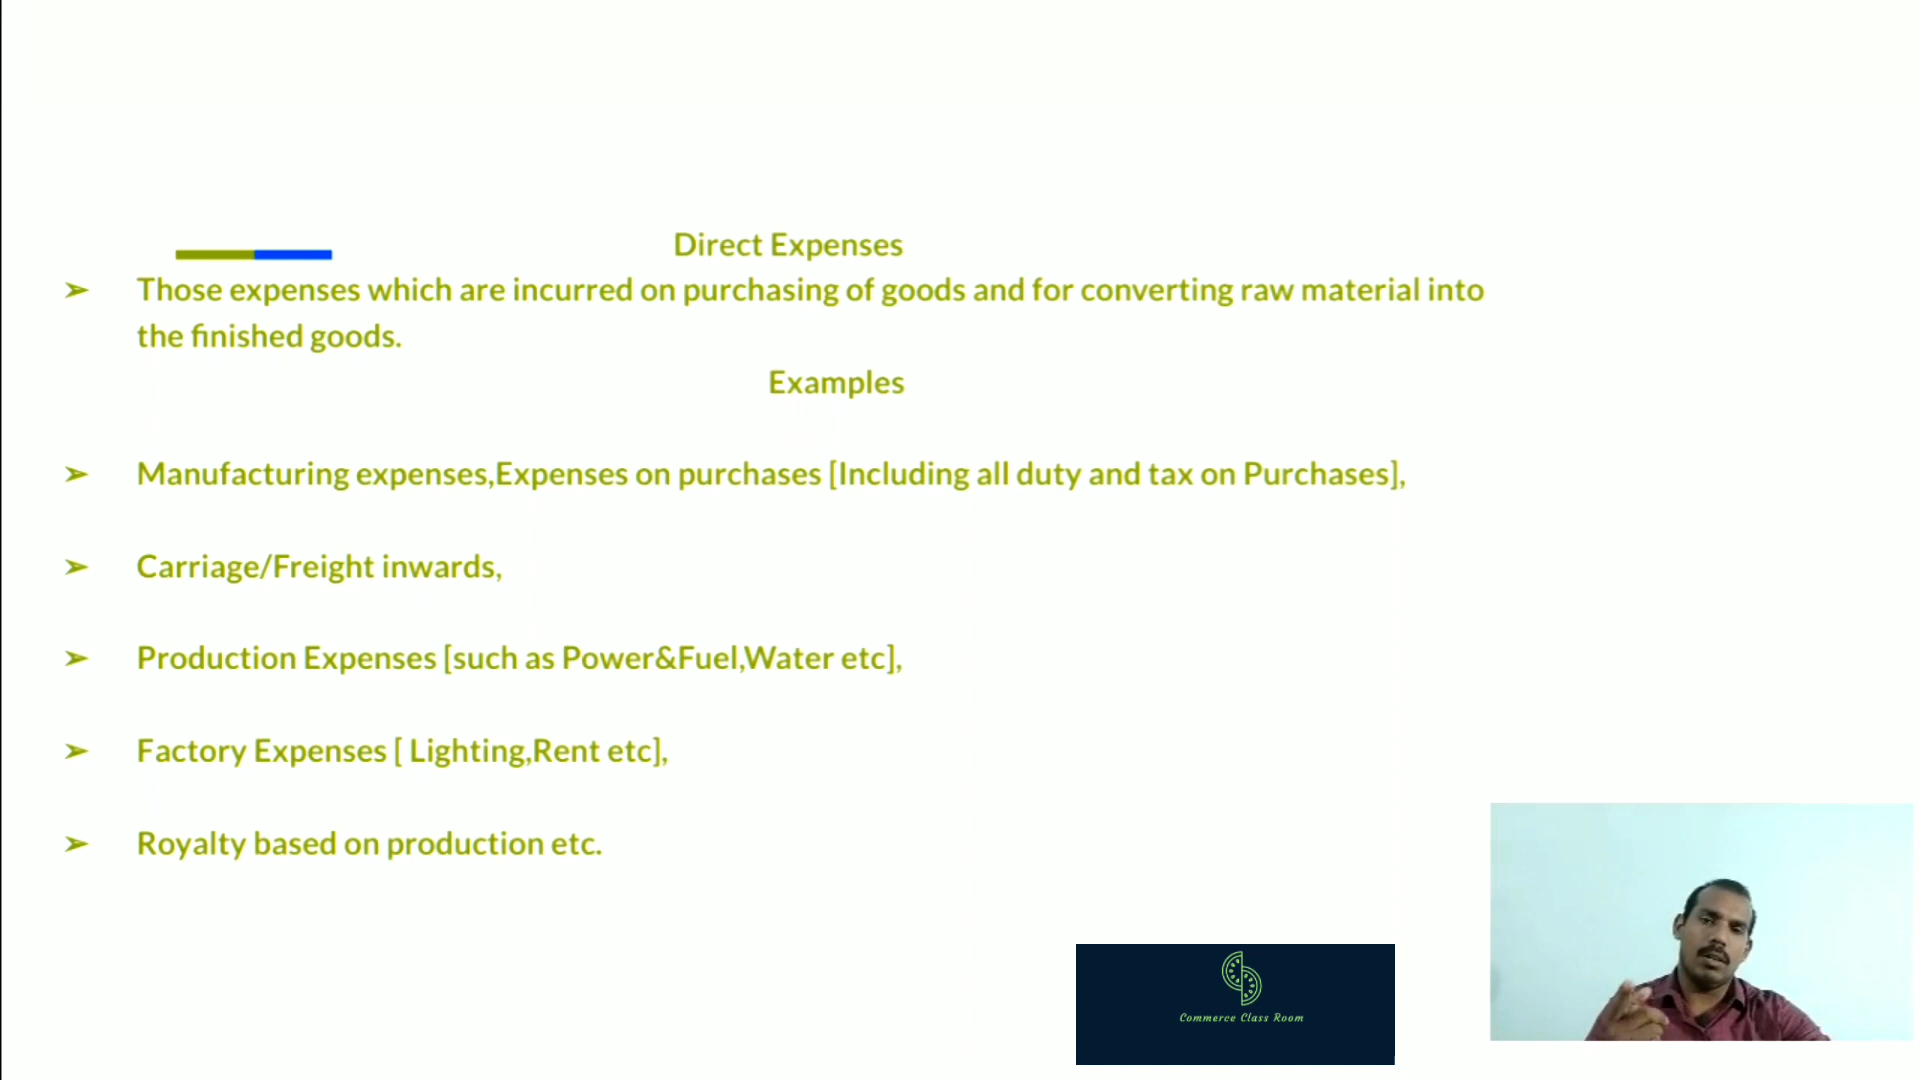 Direct Expenses
➢ Those expenses which are incurred on purchasing of goods and for converting raw material into
the finished goods.
Examples
➢ Manufacturing expenses,Expenses on purchases [Including all duty and tax on Purchases],
➢ Carriage/Freight inwards,
➢ Production Expenses [such as Power&Fuel,Water etc],
➢ Factory Expenses [ Lighting,Rent etc],
➢ Royalty based on production etc.
Commerce Class Room